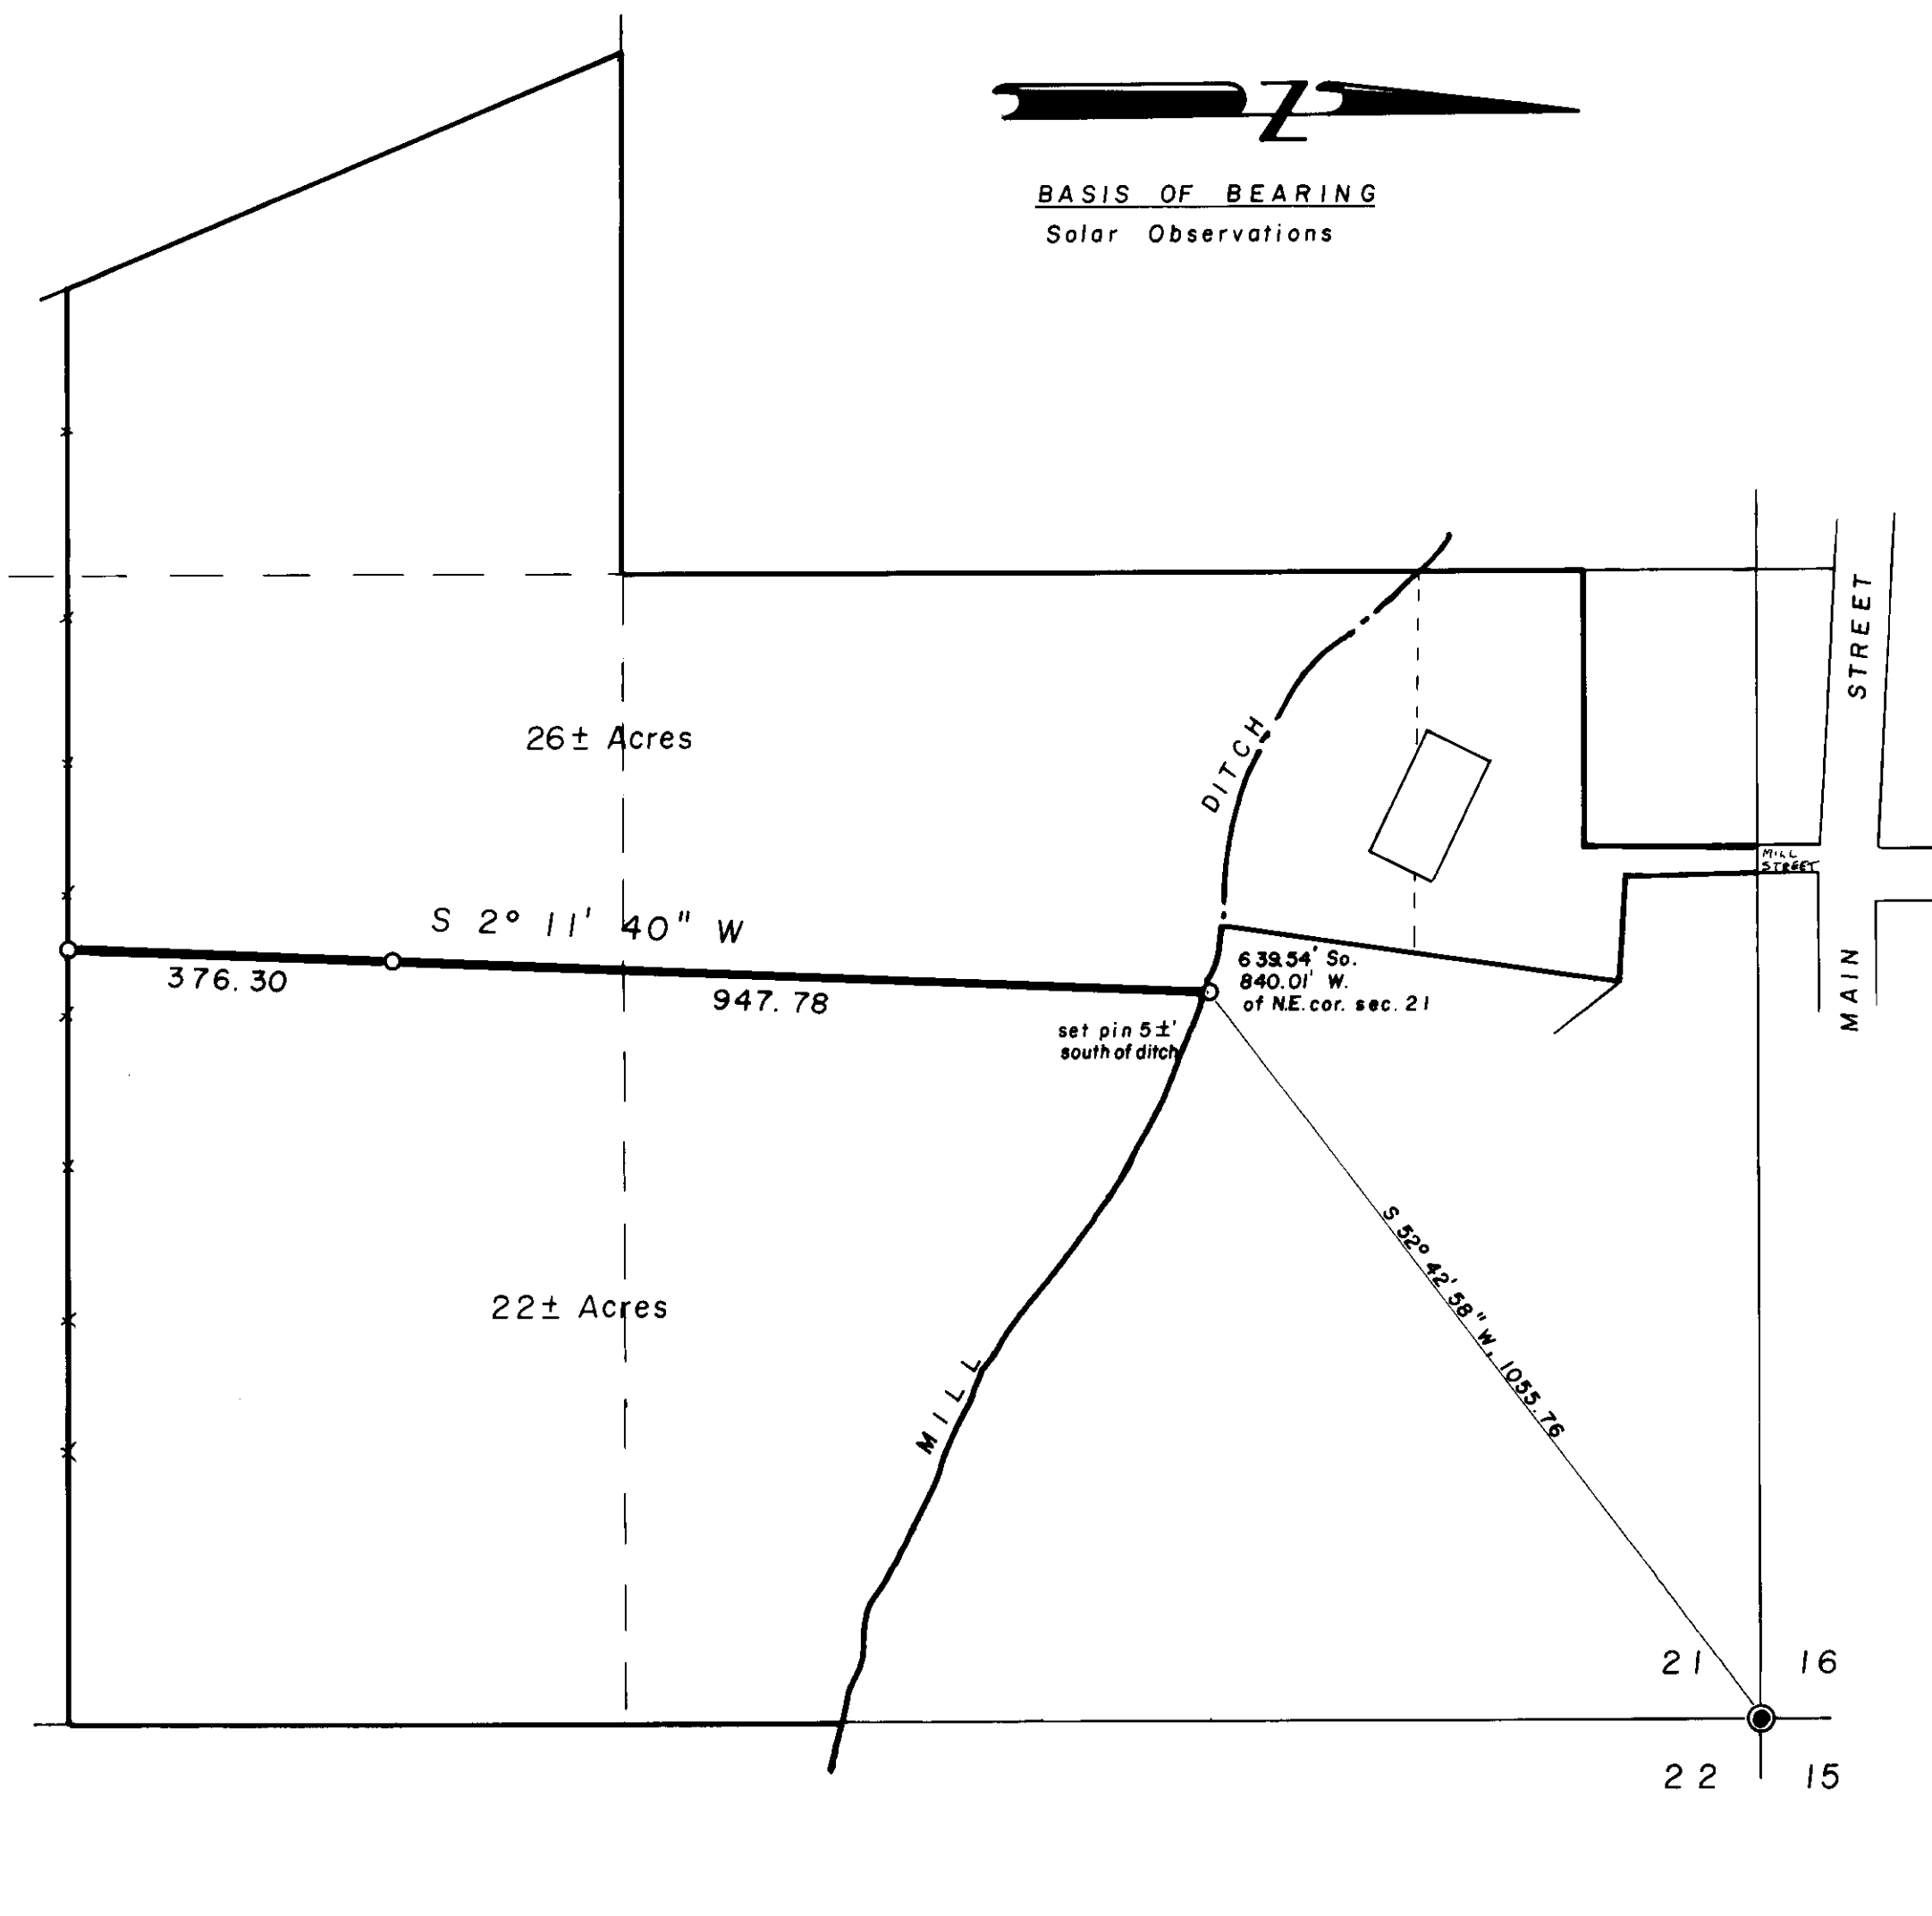 N
BASIS OF BEARING
Solar Observations
STREET
26± Acres
DITCH
MILL
STREET
S 2° 11' 40" W
376.30
947.78
639.54' So.
840.01' W.
of N.E. cor. sec. 21
MAIN
set pin 5±'
south of ditch
S 52° 42' 58" W, 1055.76
22± Acres
MILL
21
16
22
15